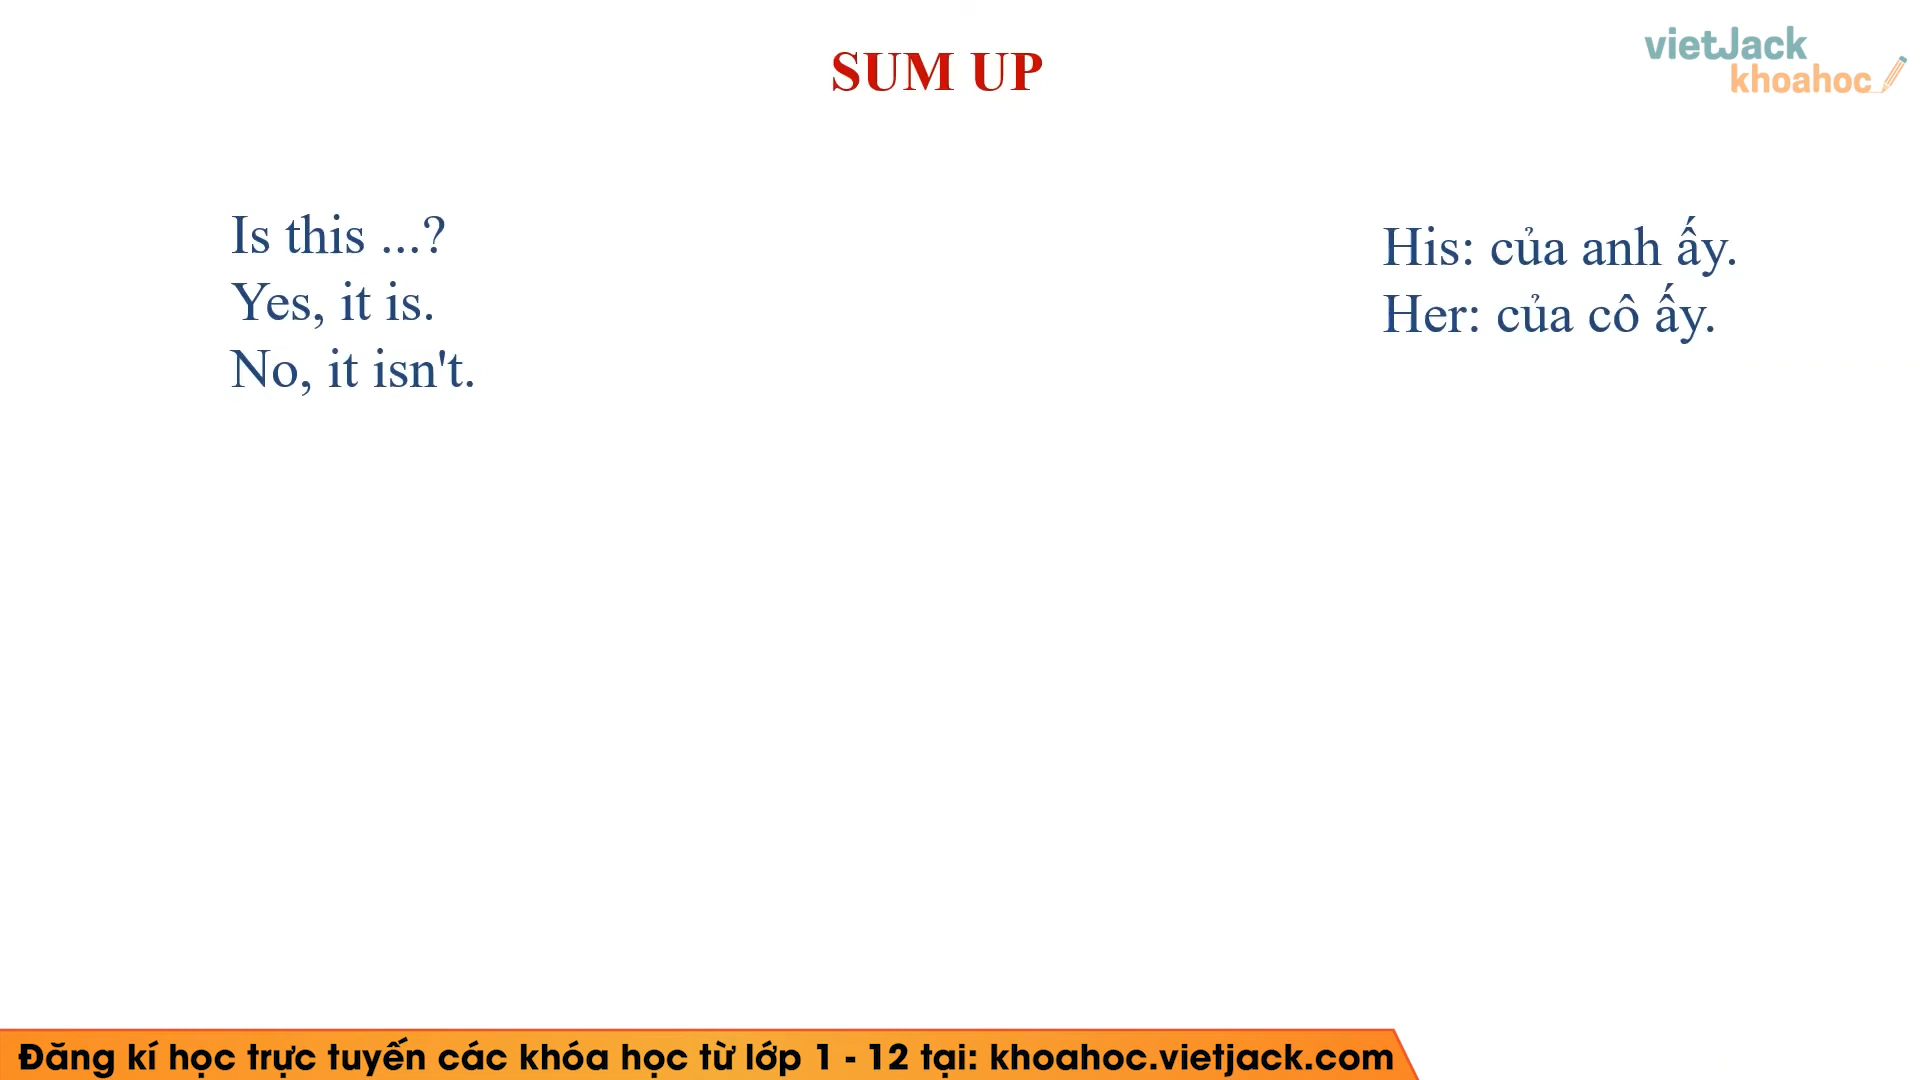 SUM UP
vietJack
khoahoc
Is this ...?
Yes, it is.
No, it isn't.
His: của anh ấy.
Her: của cô ấy.
Đăng kí học trực tuyến các khóa học từ lớp 1 - 12 tại: khoahoc.vietjack.com